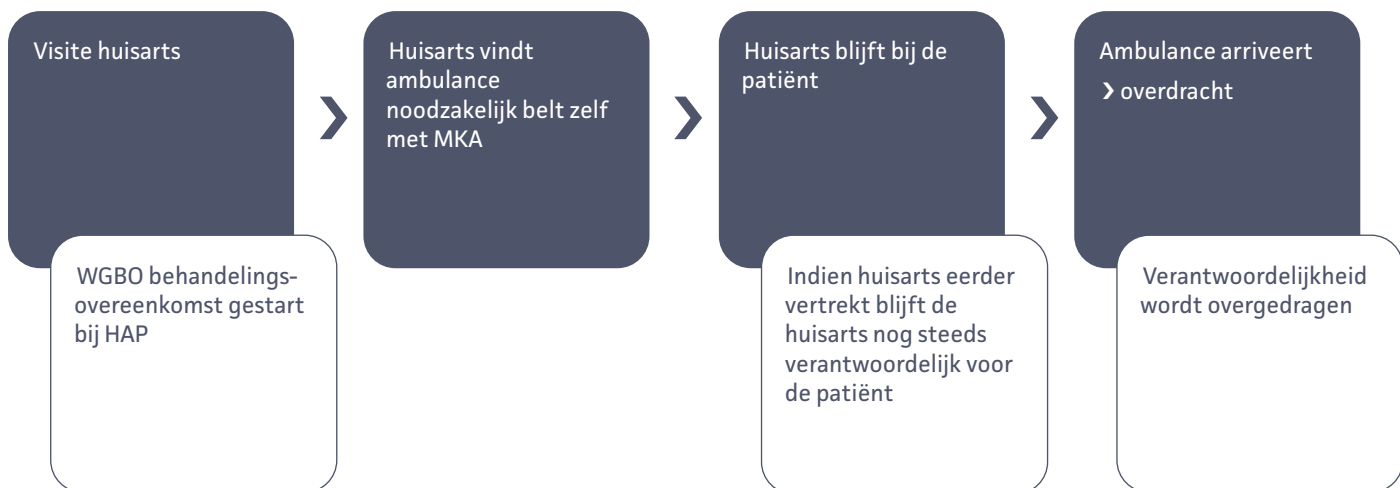 Visite huisarts
WGBO behandelings-
overeenkomst gestart
bij HAP
Huisarts vindt
ambulance
noodzakelijk belt zelf
met MKA
Huisarts blijft bij de
patiënt
Indien huisarts eerder
vertrekt blijft de
huisarts nog steeds
verantwoordelijk voor
de patiënt
Ambulance arriveert
❯ overdracht
Verantwoordelijkheid
wordt overgedragen